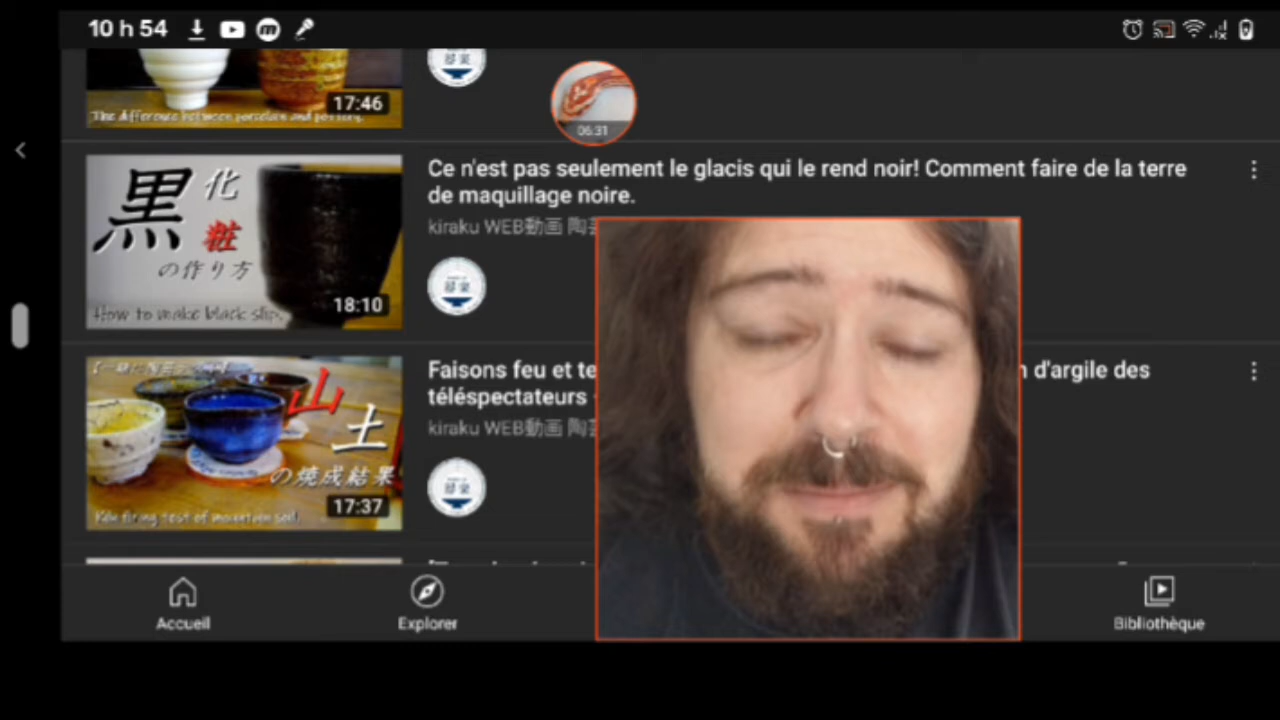 10 h 54
17:46
The difference between porcelain and pottery.
06:31
Ce n'est pas seulement le glacis qui le rend noir! Comment faire de la terre
de maquillage noire.
kiraku WEB動画 陶
黒化
粧
の作り方
How to make black slip.
18:10
Faisons feu et te
n d'argile des
téléspectateurs
kiraku WEB動画 陶
山
土
の焼成結果
17:37
Kiln firing test of mountain soil.
Accueil
Explorer
Bibliothèque